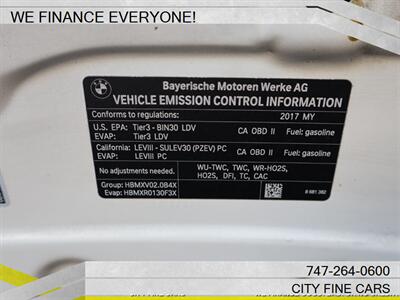 WE FINANCE EVERYONE!
BMW
Bayerische Motoren Werke AG
VEHICLE EMISSION CONTROL INFORMATION
Conforms to regulations: 2017 MY
U.S. EPA: Tier3 - BIN30 LDV CA OBD II Fuel: gasoline
EVAP: Tier3 LDV
California: LEVIII - SULEV30 (PZEV) PC CA OBD II Fuel: gasoline
EVAP: LEVIII PC
No adjustments needed.
WU-TWC, TWC, WR-HO2S,
HO2S, DFI, TC, CAC
Group: HBMXV02.0B4X
Evap: HBMXR0130F3X
8 681 382
747-264-0600
CITY FINE CARS